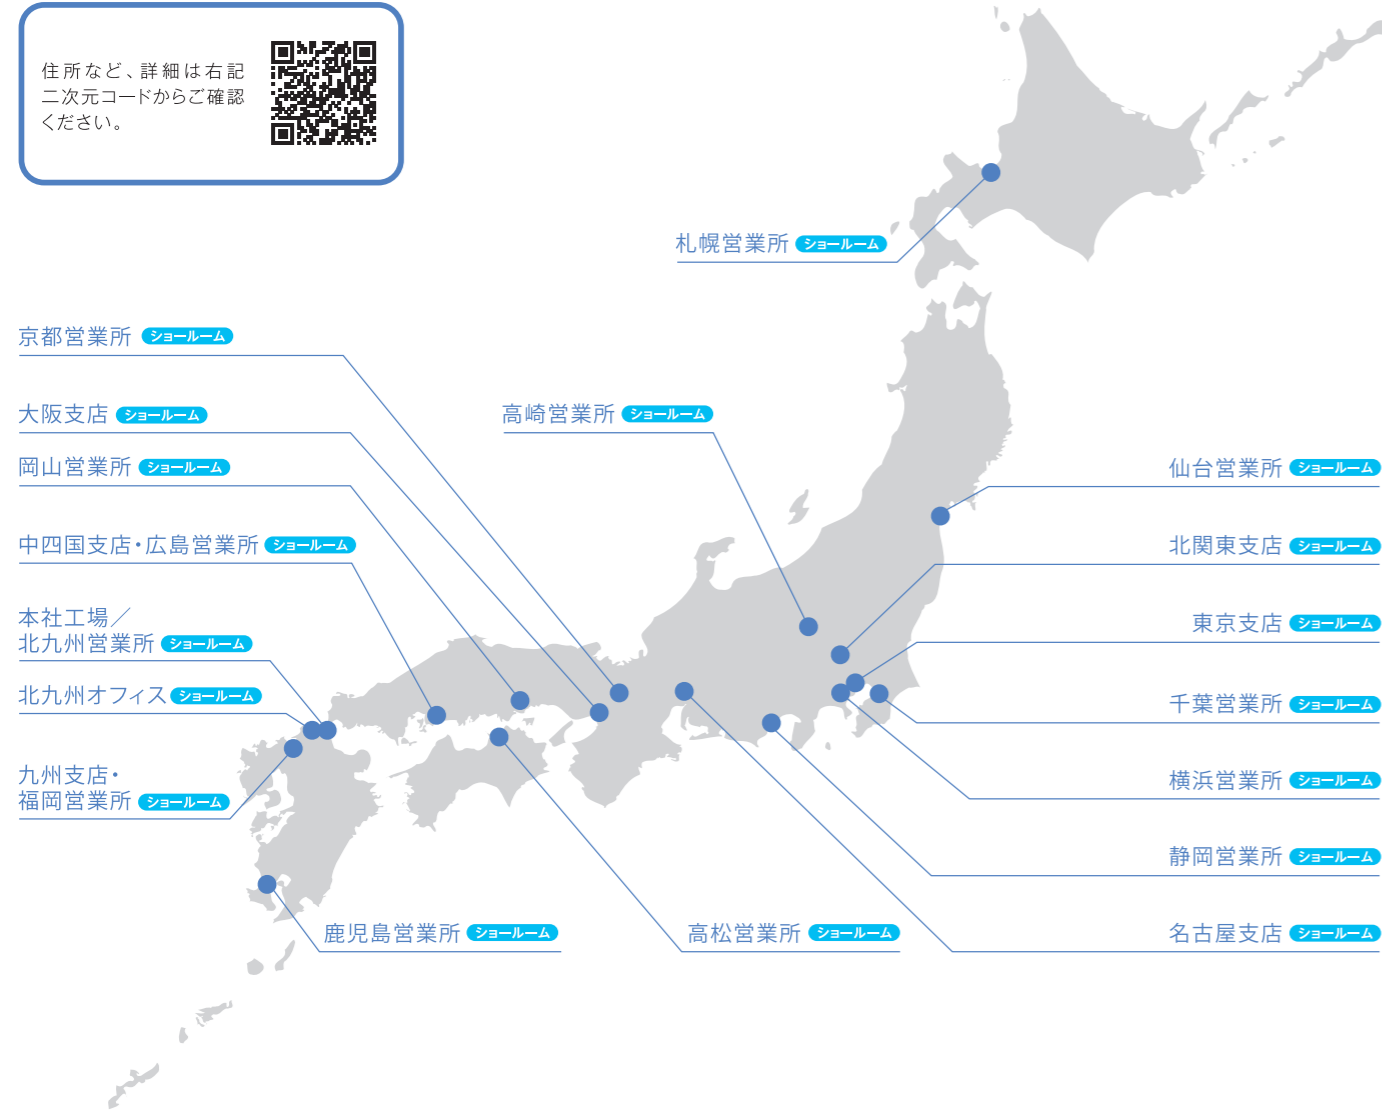 住所など、詳細は右記
二次元コードからご確認
ください。
札幌営業所 ショールーム
京都営業所 ショールーム
大阪支店 ショールーム
高崎営業所 ショールーム
岡山営業所 ショールーム
仙台営業所 ショールーム
中四国支店・広島営業所 ショールーム
北関東支店 ショールーム
本社工場／
北九州営業所 ショールーム
東京支店 ショールーム
北九州オフィス ショールーム
千葉営業所 ショールーム
九州支店・
福岡営業所 ショールーム
横浜営業所 ショールーム
静岡営業所 ショールーム
鹿児島営業所 ショールーム
高松営業所 ショールーム
名古屋支店 ショールーム